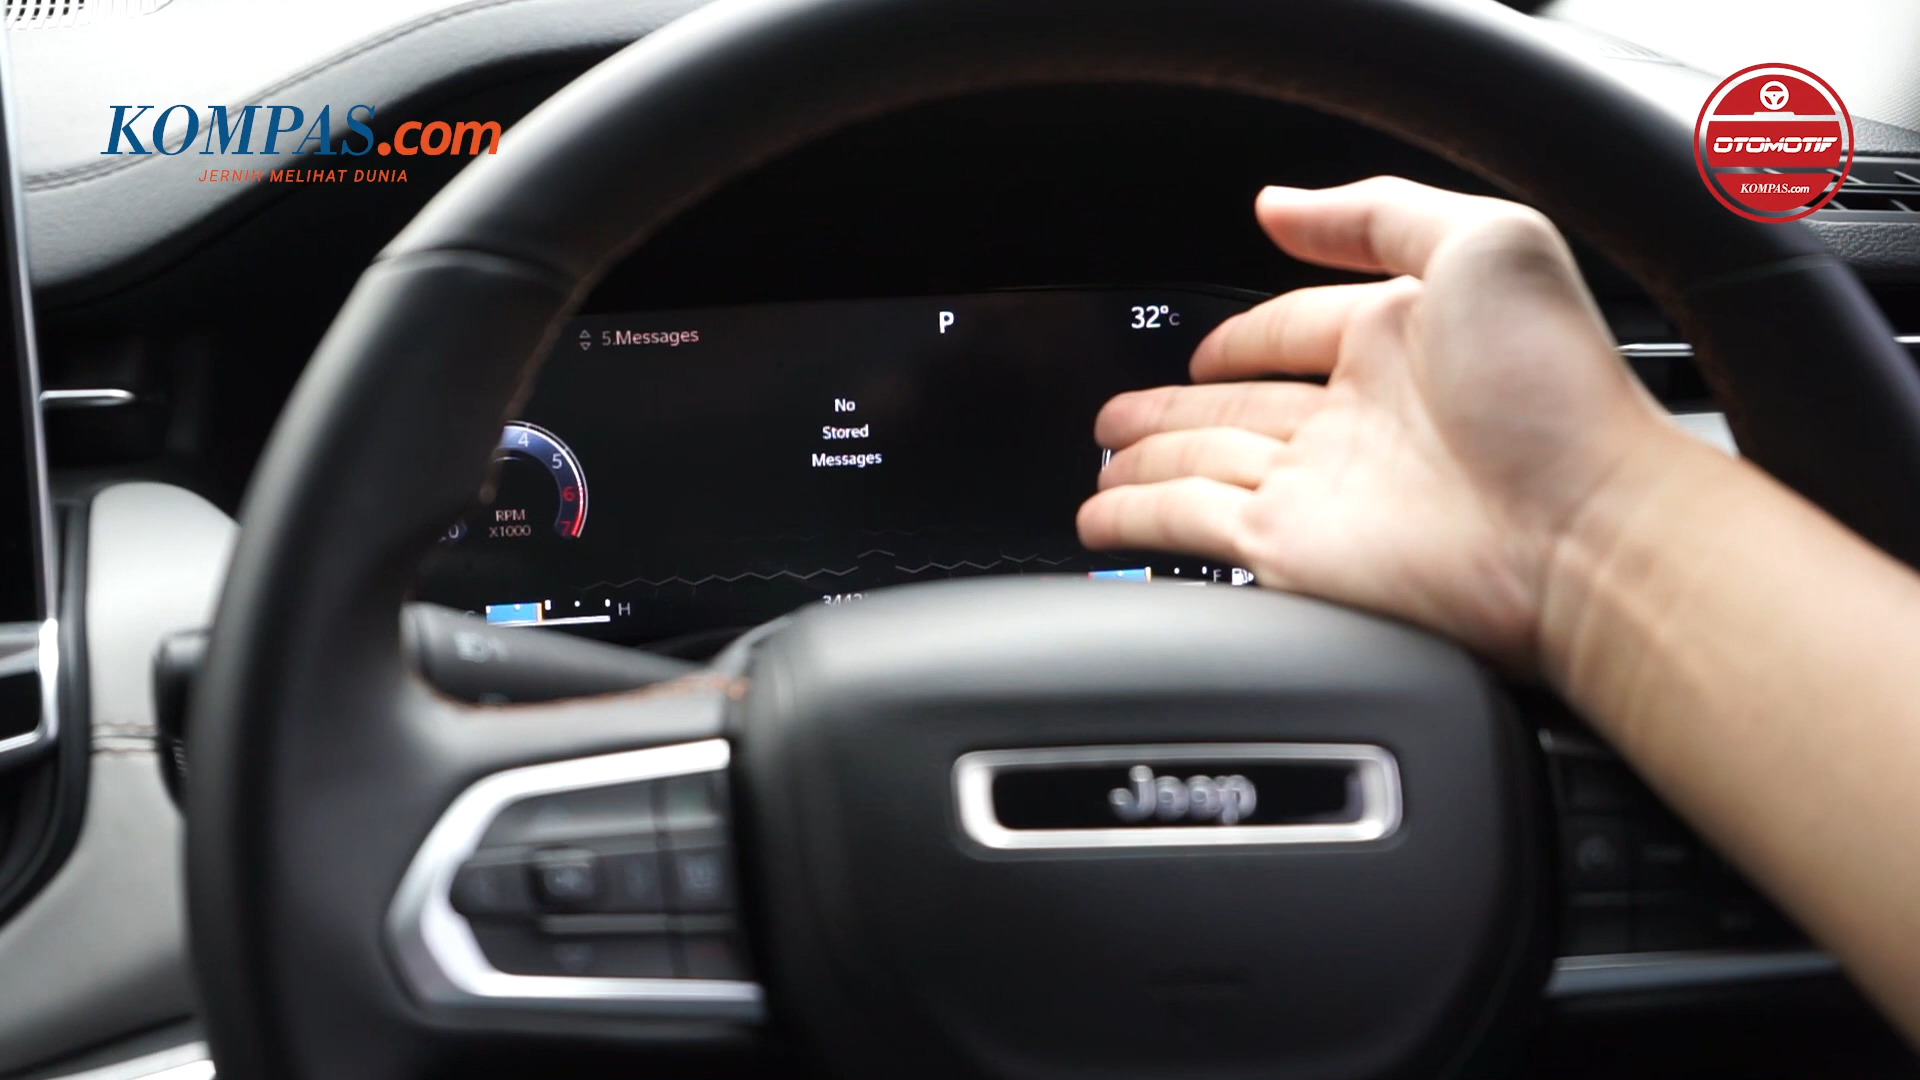 KOMPAS.com
JERNIH MELIHAT DUNIA
OTOMOTIF
KOMPAS.com
5.Messages
P
32°C
No
Stored
Messages
4
5
6
7
0
RPM
X1000
F
H
Jeep